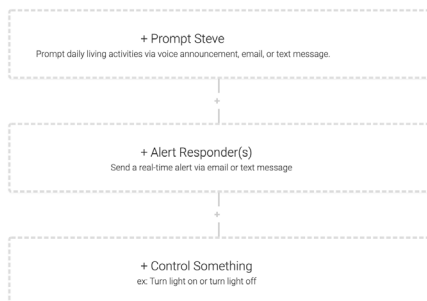 + Prompt Steve
Prompt daily living activities via voice announcement, email, or text message.
+
+ Alert Responder(s)
Send a real-time alert via email or text message
+
+ Control Something
ex: Turn light on or turn light off